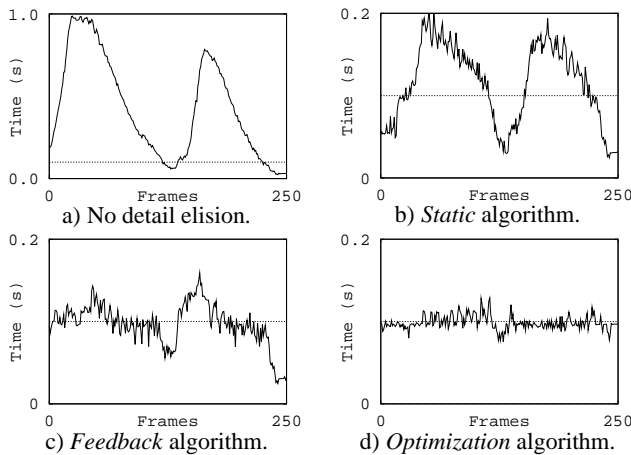 1.0
Time (s)
0.0
0
Frames
250
a) No detail elision.
0.2
Time (s)
0
0
Frames
250
b) Static algorithm.
0.2
Time (s)
0
0
Frames
250
c) Feedback algorithm.
0.2
Time (s)
0
0
Frames
250
d) Optimization algorithm.